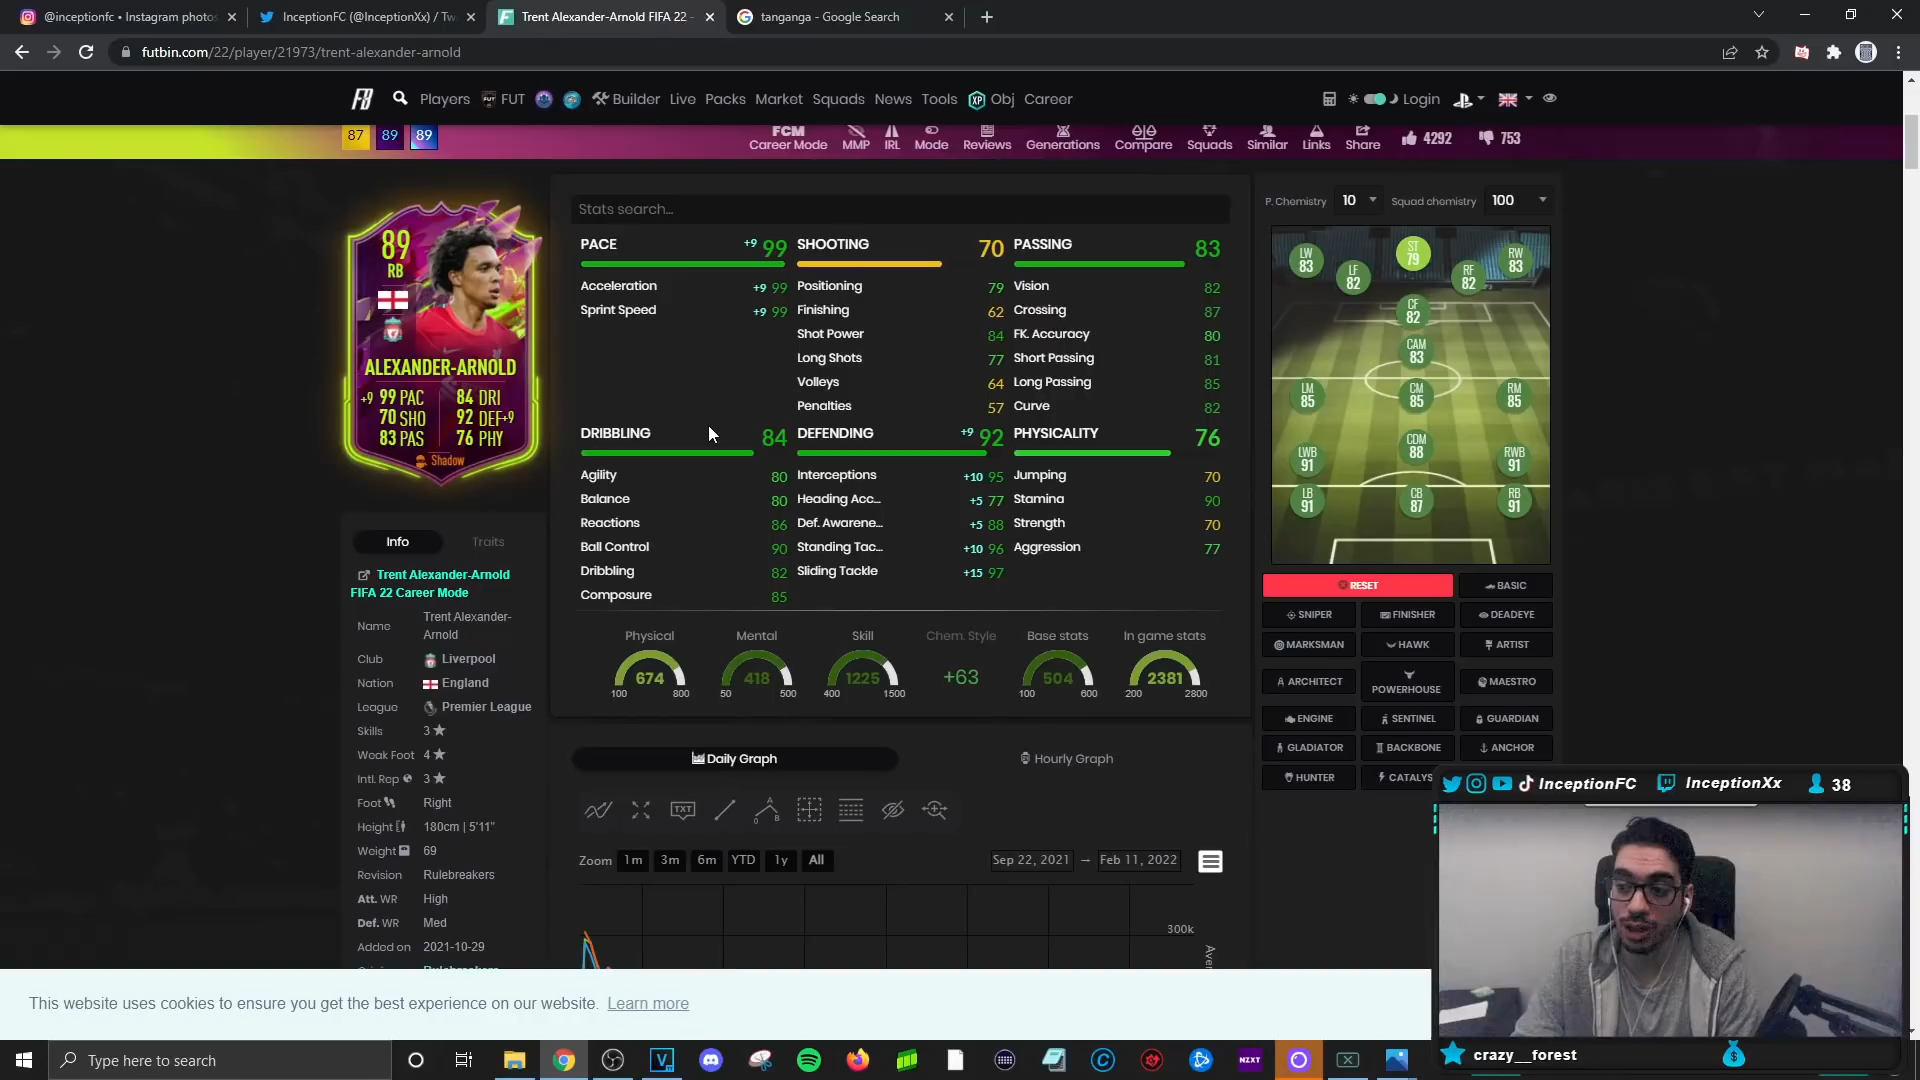 @inceptionfc • Instagram photos
InceptionFC (@InceptionXx) / Tw
Trent Alexander-Arnold FIFA 22 -
tanganga - Google Search
futbin.com/22/player/21973/trent-alexander-arnold
Players FUT Builder Live Packs Market Squads News Tools XP Obj Career Login
87 89 89
FCM
Career Mode MMP IRL Mode Reviews Generations Compare Squads Similar Links Share 4292 753
89
RB
ALEXANDER-ARNOLD
+9 99 PAC 84 DRI
70 SHO 92 DEF+9
83 PAS 76 PHY
Shadow
Stats search...
PACE +9 99
Acceleration +9 99
Sprint Speed +9 99
SHOOTING 70
Positioning 79
Finishing 62
Shot Power 84
Long Shots 77
Volleys 64
Penalties 57
PASSING 83
Vision 82
Crossing 87
FK. Accuracy 80
Short Passing 81
Long Passing 85
Curve 82
DRIBBLING 84
Agility 80
Balance 80
Reactions 86
Ball Control 90
Dribbling 82
Composure 85
DEFENDING +9 92
Interceptions +10 95
Heading Acc... +5 77
Def. Awarene... +5 88
Standing Tac... +10 96
Sliding Tackle +15 97
PHYSICALITY 76
Jumping 70
Stamina 90
Strength 70
Aggression 77
Physical Mental Skill Chem. Style Base stats In game stats
674 418 1225 +63 504 2381
100 800 50 500 400 1500 100 600 200 2800
P. Chemistry 10 Squad chemistry 100
LW 83
ST 79
RW 83
LF 82
RF 82
CF 82
CAM 83
LM 85
CM 85
RM 85
CDM 88
LWB 91
RWB 91
LB 91
CB 87
RB 91
RESET BASIC
SNIPER FINISHER DEADEYE
MARKSMAN HAWK ARTIST
ARCHITECT POWERHOUSE MAESTRO
ENGINE SENTINEL GUARDIAN
GLADIATOR BACKBONE ANCHOR
HUNTER CATALYS
Info Traits
Trent Alexander-Arnold
FIFA 22 Career Mode
Name Trent Alexander-
Arnold
Club Liverpool
Nation England
League Premier League
Skills 3
Weak Foot 4
Intl. Rep 3
Foot Right
Height 180cm | 5'11"
Weight 69
Revision Rulebreakers
Att. WR High
Def. WR Med
Added on 2021-10-29
Daily Graph Hourly Graph
TXT
Zoom 1m 3m 6m YTD 1y All Sep 22, 2021 → Feb 11, 2022
300k
InceptionFC InceptionXx 38
This website uses cookies to ensure you get the best experience on our website. Learn more
crazy__forest
Type here to search
NZXT